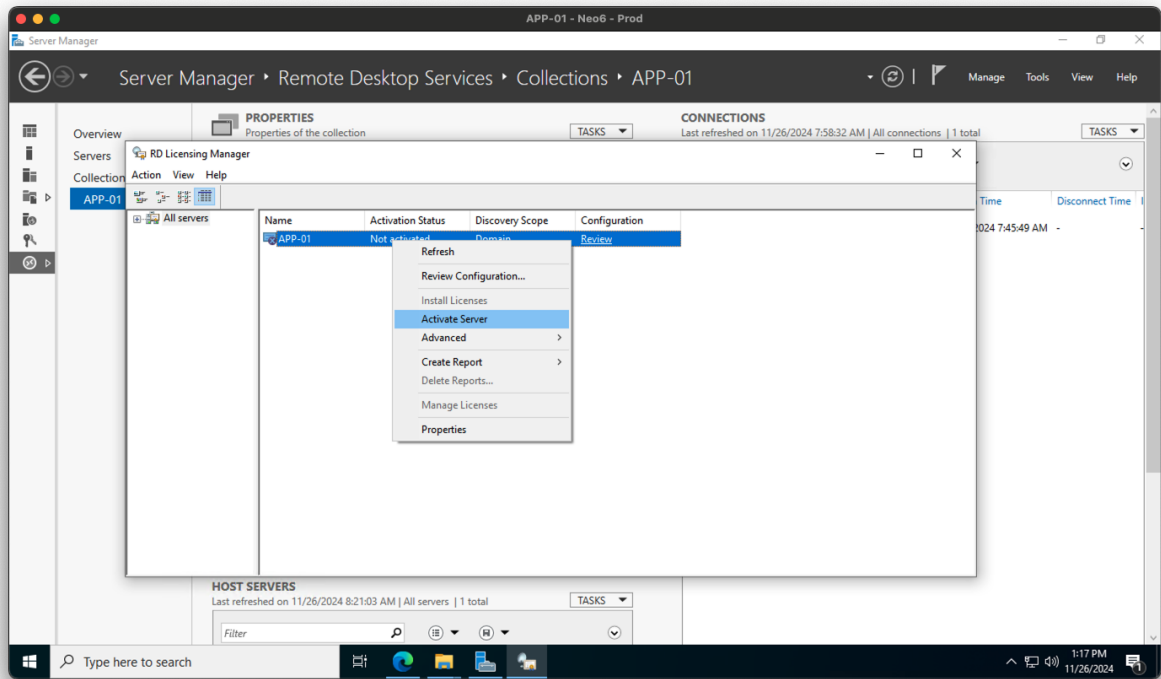 APP-01 - Neo6 - Prod
Server Manager
Server Manager ‣ Remote Desktop Services ‣ Collections ‣ APP-01
Manage Tools View Help
Overview
Servers
Collection
APP-01
PROPERTIES
Properties of the collection
TASKS
CONNECTIONS
Last refreshed on 11/26/2024 7:58:32 AM | All connections | 1 total
TASKS
Time Disconnect Time
2024 7:45:49 AM - -
RD Licensing Manager
Action View Help
All servers
Name Activation Status Discovery Scope Configuration
APP-01 Not activated Domain Review
Refresh
Review Configuration...
Install Licenses
Activate Server
Advanced
Create Report
Delete Reports...
Manage Licenses
Properties
HOST SERVERS
Last refreshed on 11/26/2024 8:21:03 AM | All servers | 1 total
TASKS
Filter
Type here to search
1:17 PM
11/26/2024
1